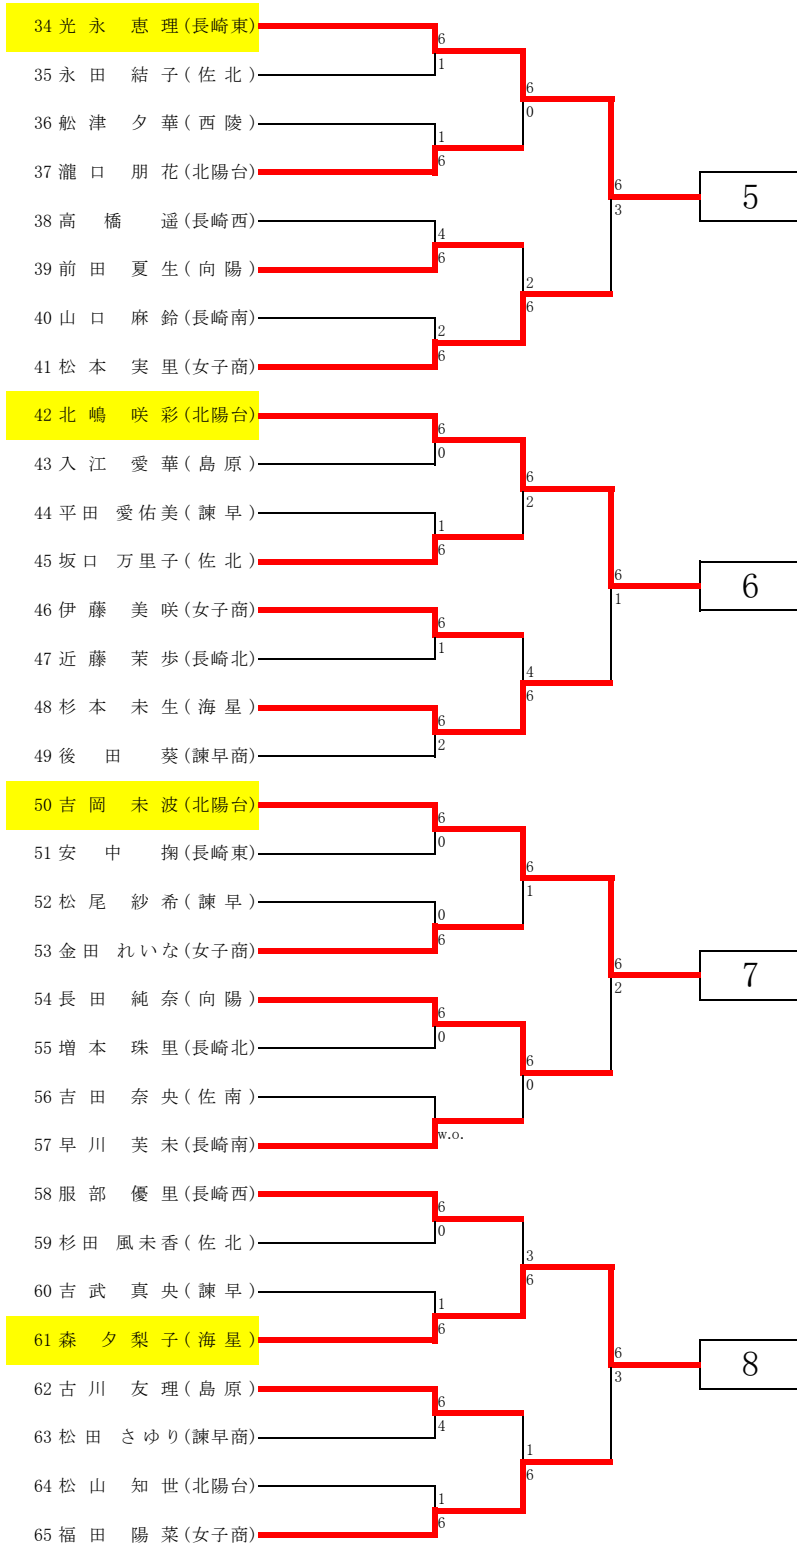 34 光永 恵理(長崎東)
6
1
35 永田 結子(佐北)
6
0
36 舩津 夕華(西陵)
1
6
37 瀧口 朋花(北陽台)
6
3
5
38 高橋 遥(長崎西)
4
6
39 前田 夏生(向陽)
2
6
40 山口 麻鈴(長崎南)
2
6
41 松本 実里(女子商)
42 北嶋 咲彩(北陽台)
6
0
43 入江 愛華(島原)
6
2
44 平田 愛佑美(諫早)
1
6
45 坂口 万里子(佐北)
6
1
6
46 伊藤 美咲(女子商)
6
1
47 近藤 茉歩(長崎北)
4
6
48 杉本 未生(海星)
6
2
49 後田 葵(諫早商)
50 吉岡 未波(北陽台)
6
0
51 安中 掬(長崎東)
6
1
52 松尾 紗希(諫早)
0
6
53 金田 れいな(女子商)
6
2
7
54 長田 純奈(向陽)
6
0
55 増本 珠里(長崎北)
6
0
56 吉田 奈央(佐南)
w.o.
57 早川 芙未(長崎南)
58 服部 優里(長崎西)
6
0
59 杉田 風未香(佐北)
3
6
60 吉武 真央(諫早)
1
6
61 森 夕梨子(海星)
6
3
8
62 古川 友理(島原)
6
4
63 松田 さゆり(諫早商)
1
6
64 松山 知世(北陽台)
1
6
65 福田 陽菜(女子商)